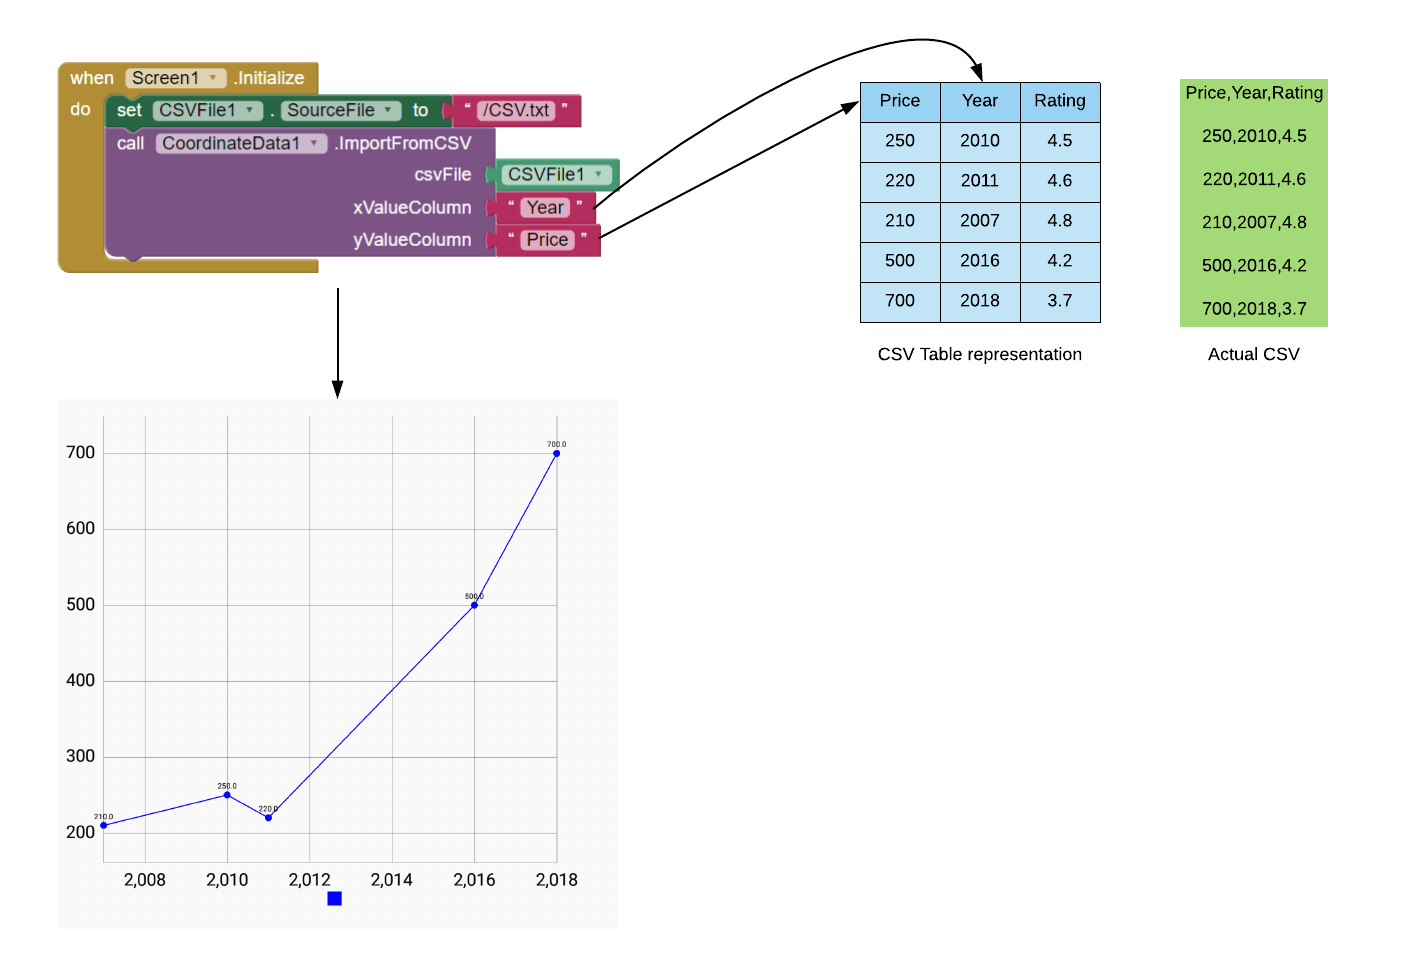 when Screen1 .Initialize
do set CSVFile1 . SourceFile to “ /CSV.txt ”
call CoordinateData1 .ImportFromCSV
csvFile CSVFile1
xValueColumn “ Year ”
yValueColumn “ Price ”
Price Year Rating
250 2010 4.5
220 2011 4.6
210 2007 4.8
500 2016 4.2
700 2018 3.7
CSV Table representation
Price,Year,Rating
250,2010,4.5
220,2011,4.6
210,2007,4.8
500,2016,4.2
700,2018,3.7
Actual CSV
700.0
700
600
500.0
500
400
300
250.0
220.0
210.0
200
2,008 2,010 2,012 2,014 2,016 2,018